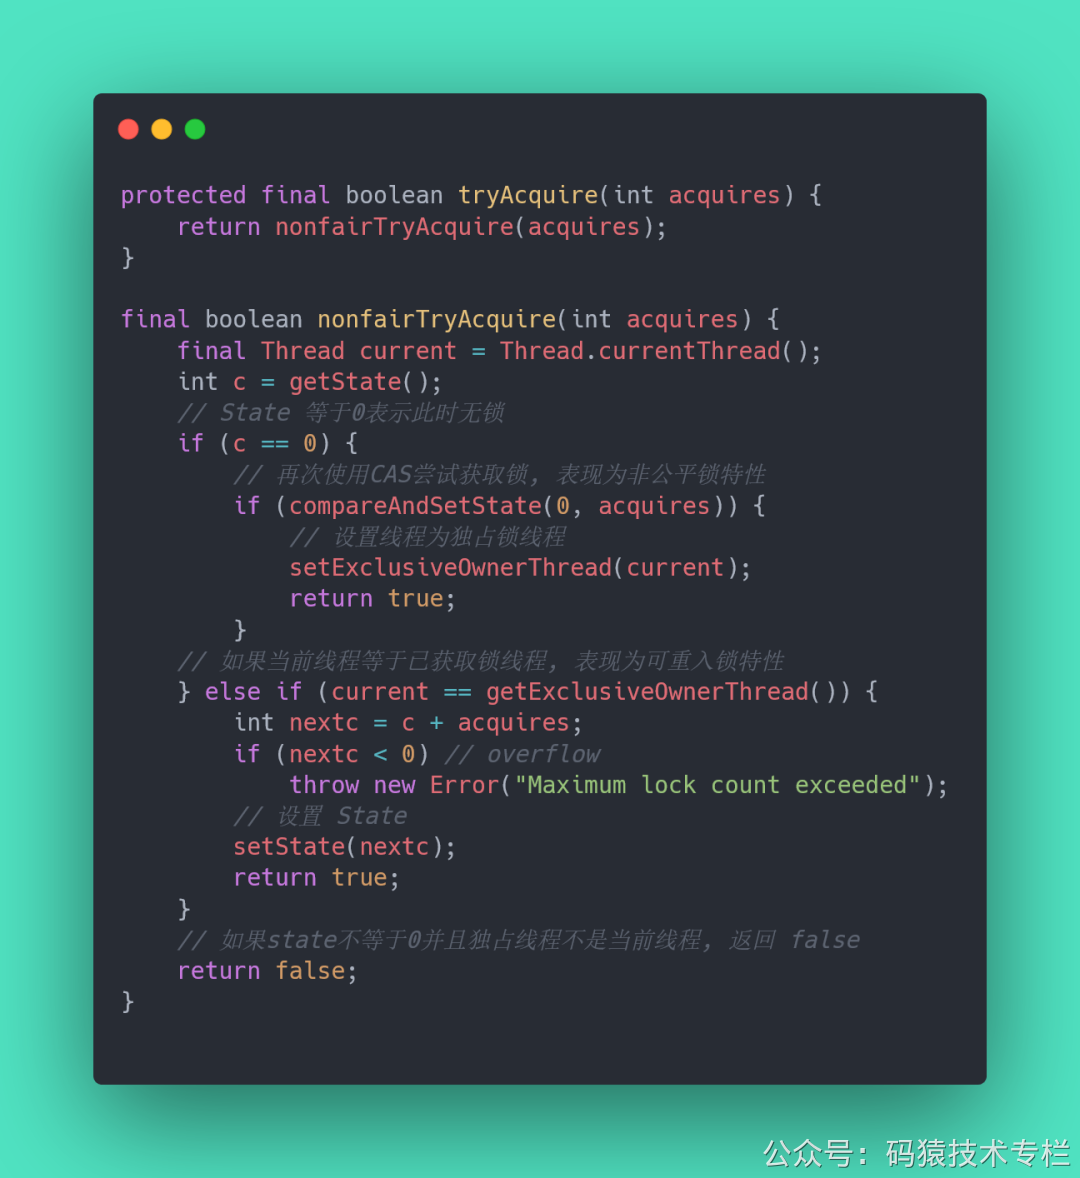 protected final boolean tryAcquire(int acquires) {
    return nonfairTryAcquire(acquires);
}

final boolean nonfairTryAcquire(int acquires) {
    final Thread current = Thread.currentThread();
    int c = getState();
    // State 等于0表示此时无锁
    if (c == 0) {
        // 再次使用CAS尝试获取锁, 表现为非公平锁特性
        if (compareAndSetState(0, acquires)) {
            // 设置线程为独占锁线程
            setExclusiveOwnerThread(current);
            return true;
        }
    // 如果当前线程等于已获取锁线程, 表现为可重入锁特性
    } else if (current == getExclusiveOwnerThread()) {
        int nextc = c + acquires;
        if (nextc < 0) // overflow
            throw new Error("Maximum lock count exceeded");
        // 设置 State
        setState(nextc);
        return true;
    }
    // 如果state不等于0并且独占线程不是当前线程, 返回 false
    return false;
}
公众号：码猿技术专栏